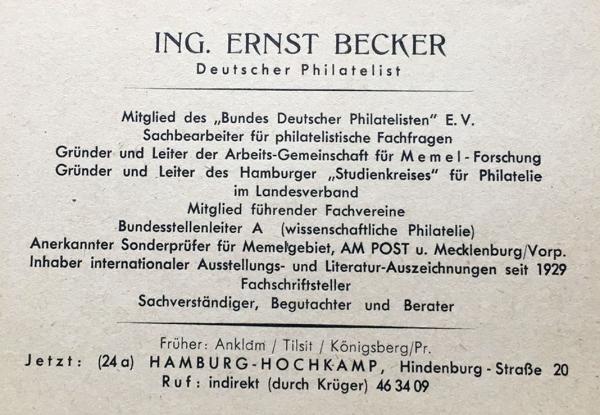 ING. ERNST BECKER
Deutscher Philatelist
Mitglied des „Bundes Deutscher Philatelisten" E. V.
Sachbearbeiter für philatelistische Fachfragen
Gründer und Leiter der Arbeits-Gemeinschaft für Memel-Forschung
Gründer und Leiter des Hamburger „Studienkreises" für Philatelie
im Landesverband
Mitglied führender Fachvereine
Bundesstellenleiter A (wissenschaftliche Philatelie)
Anerkannter Sonderprüfer für Memelgebiet, AM POST u. Mecklenburg/Vorp.
Inhaber internationaler Ausstellungs- und Literatur-Auszeichnungen seit 1929
Fachschriftsteller
Sachverständiger, Begutachter und Berater
Früher: Anklam / Tilsit / Königsberg/Pr.
Jetzt: (24a) HAMBURG-HOCHKAMP, Hindenburg-Straße 20
Ruf: indirekt (durch Krüger) 46 34 09